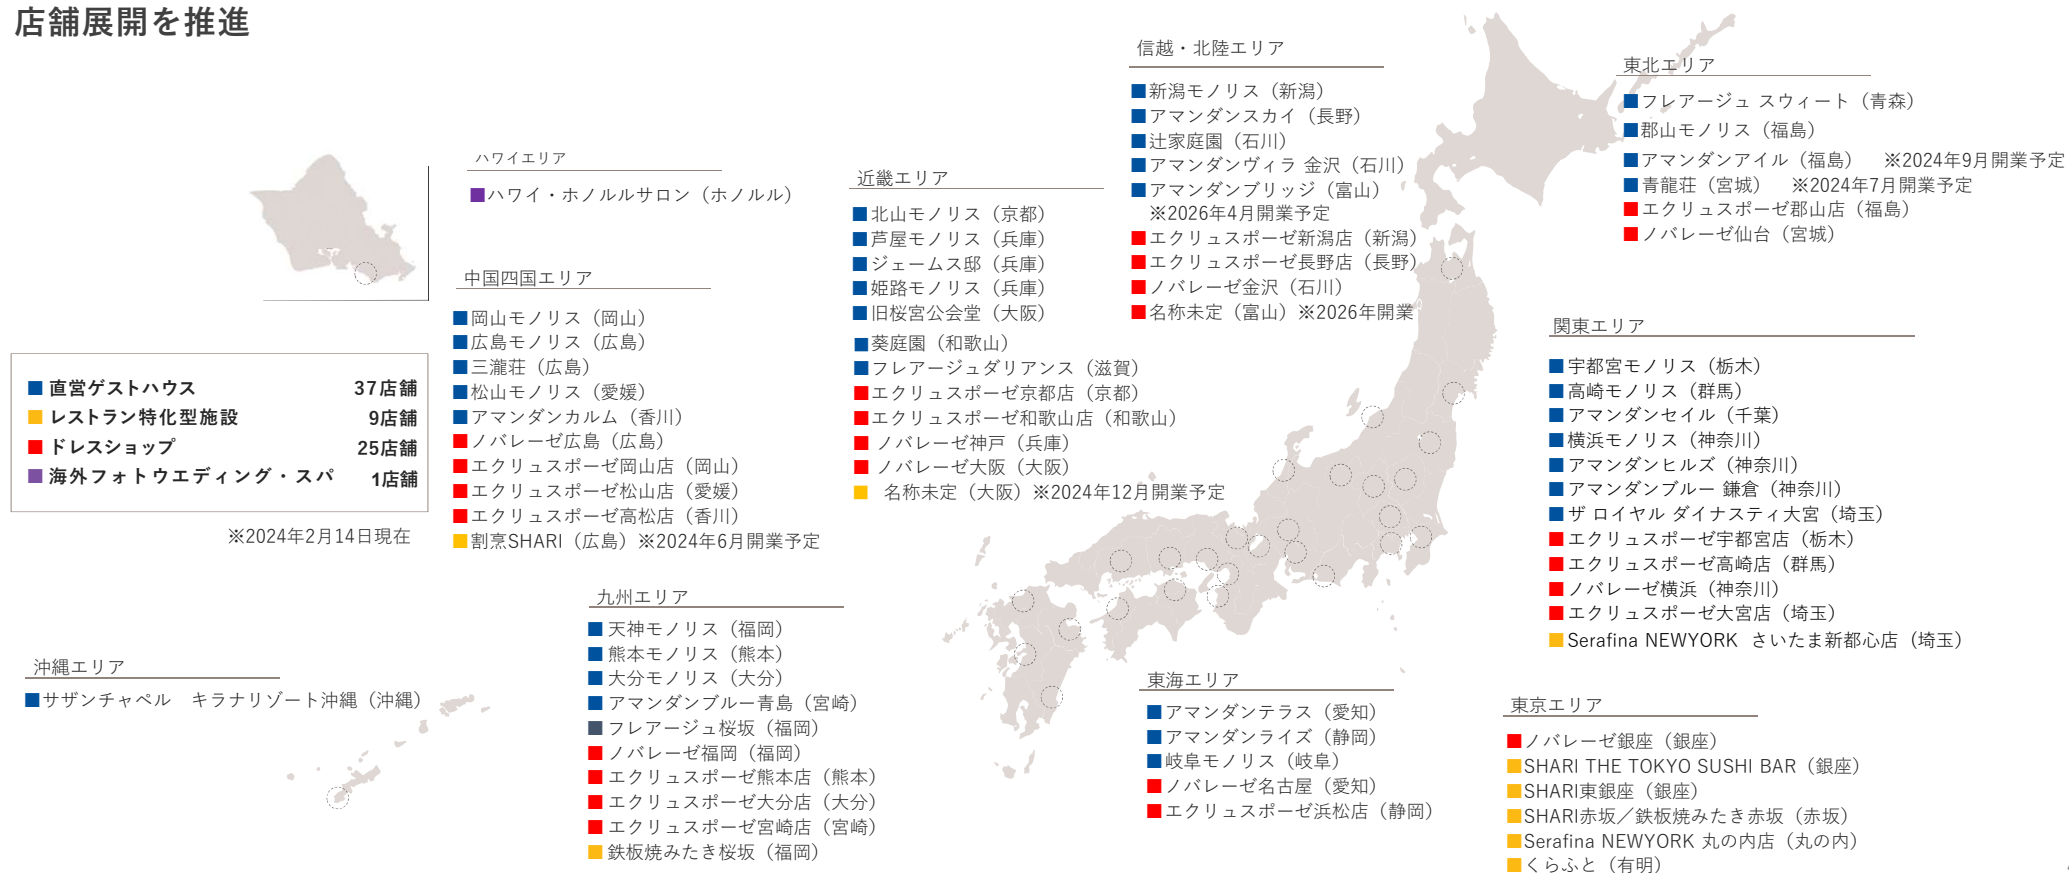 店舗展開を推進
ハワイエリア
ハワイ・ホノルルサロン（ホノルル）
直営ゲストハウス 37店舗
レストラン特化型施設 9店舗
ドレスショップ 25店舗
海外フォトウエディング・スパ 1店舗
※2024年2月14日現在
沖縄エリア
サザンチャペル　キラナリゾート沖縄（沖縄）
中国四国エリア
岡山モノリス（岡山）
広島モノリス（広島）
三瀧荘（広島）
松山モノリス（愛媛）
アマンダンカルム（香川）
ノバレーゼ広島（広島）
エクリュスポーゼ岡山店（岡山）
エクリュスポーゼ松山店（愛媛）
エクリュスポーゼ高松店（香川）
割烹SHARI（広島）※2024年6月開業予定
九州エリア
天神モノリス（福岡）
熊本モノリス（熊本）
大分モノリス（大分）
アマンダンブルー青島（宮崎）
フレアージュ桜坂（福岡）
ノバレーゼ福岡（福岡）
エクリュスポーゼ熊本店（熊本）
エクリュスポーゼ大分店（大分）
エクリュスポーゼ宮崎店（宮崎）
鉄板焼みたき桜坂（福岡）
近畿エリア
北山モノリス（京都）
芦屋モノリス（兵庫）
ジェームス邸（兵庫）
姫路モノリス（兵庫）
旧桜宮公会堂（大阪）
葵庭園（和歌山）
フレアージュダリアンス（滋賀）
エクリュスポーゼ京都店（京都）
エクリュスポーゼ和歌山店（和歌山）
ノバレーゼ神戸（兵庫）
ノバレーゼ大阪（大阪）
名称未定（大阪）※2024年12月開業予定
信越・北陸エリア
新潟モノリス（新潟）
アマンダンスカイ（長野）
辻家庭園（石川）
アマンダンヴィラ 金沢（石川）
アマンダンブリッジ（富山）
※2026年4月開業予定
エクリュスポーゼ新潟店（新潟）
エクリュスポーゼ長野店（長野）
ノバレーゼ金沢（石川）
名称未定（富山）※2026年開業
東海エリア
アマンダンテラス（愛知）
アマンダンライズ（静岡）
岐阜モノリス（岐阜）
ノバレーゼ名古屋（愛知）
エクリュスポーゼ浜松店（静岡）
東北エリア
フレアージュ スウィート（青森）
郡山モノリス（福島）
アマンダンアイル（福島）　※2024年9月開業予定
青龍荘（宮城）　※2024年7月開業予定
エクリュスポーゼ郡山店（福島）
ノバレーゼ仙台（宮城）
関東エリア
宇都宮モノリス（栃木）
高崎モノリス（群馬）
アマンダンセイル（千葉）
横浜モノリス（神奈川）
アマンダンヒルズ（神奈川）
アマンダンブルー 鎌倉（神奈川）
ザ ロイヤル ダイナスティ大宮（埼玉）
エクリュスポーゼ宇都宮店（栃木）
エクリュスポーゼ高崎店（群馬）
ノバレーゼ横浜（神奈川）
エクリュスポーゼ大宮店（埼玉）
Serafina NEWYORK さいたま新都心店（埼玉）
東京エリア
ノバレーゼ銀座（銀座）
SHARI THE TOKYO SUSHI BAR（銀座）
SHARI東銀座（銀座）
SHARI赤坂／鉄板焼みたき赤坂（赤坂）
Serafina NEWYORK 丸の内店（丸の内）
くらふと（有明）